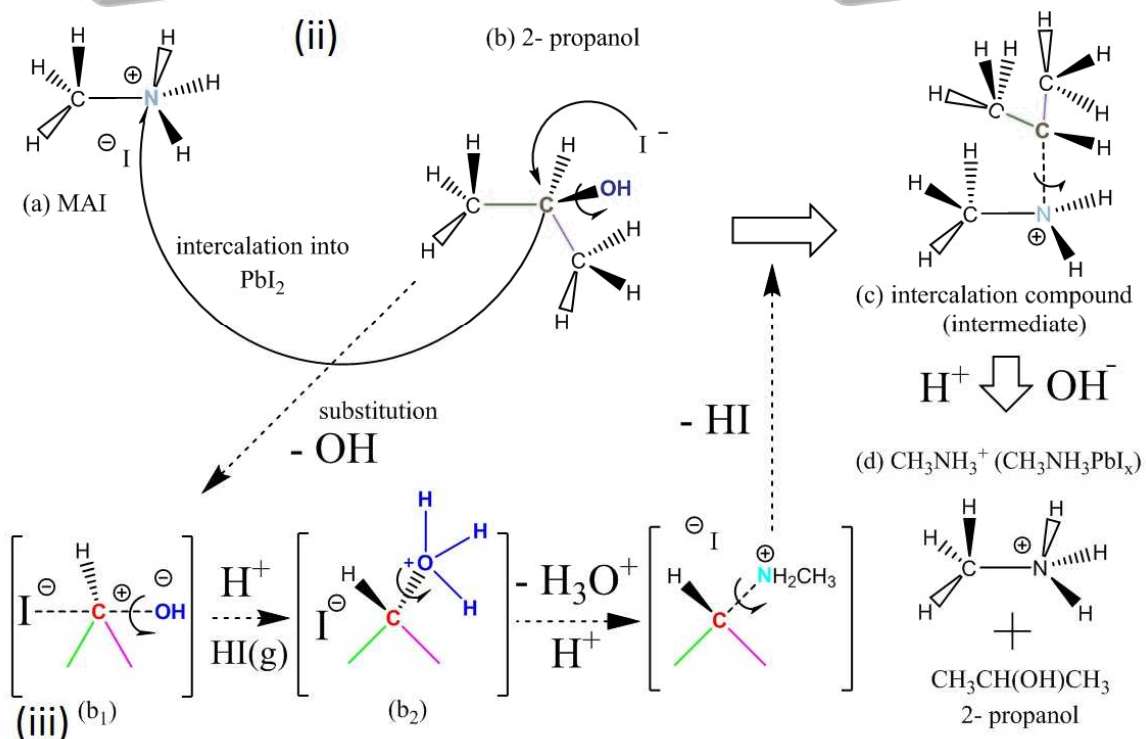 (ii)
(b) 2- propanol
H
H
H
H
C
⊕
N
H
H
H
⊖
I
(a) MAI
intercalation into
PbI₂
H
H
H
C
H
C
OH
I ⁻
C
H
H
H
substitution
- OH
H
H
H
H
C
C
H
H
C
H
H
H
H
C
N
H
⊕
H
H
(c) intercalation compound
(intermediate)
H⁺
OH⁻
- HI
(d) CH₃NH₃⁺ (CH₃NH₃PbIₓ)
H
H
H
H
C
⊕
N
H
H
+
CH₃CH(OH)CH₃
2- propanol
H
⊖
I
C
⊕
⊖
OH
(b₁)
H⁺
HI(g)
H
H
+O
H
H
I⊖
C
(b₂)
- H₃O⁺
H⁺
⊖
I
⊕
NH₂CH₃
H
C
(iii)